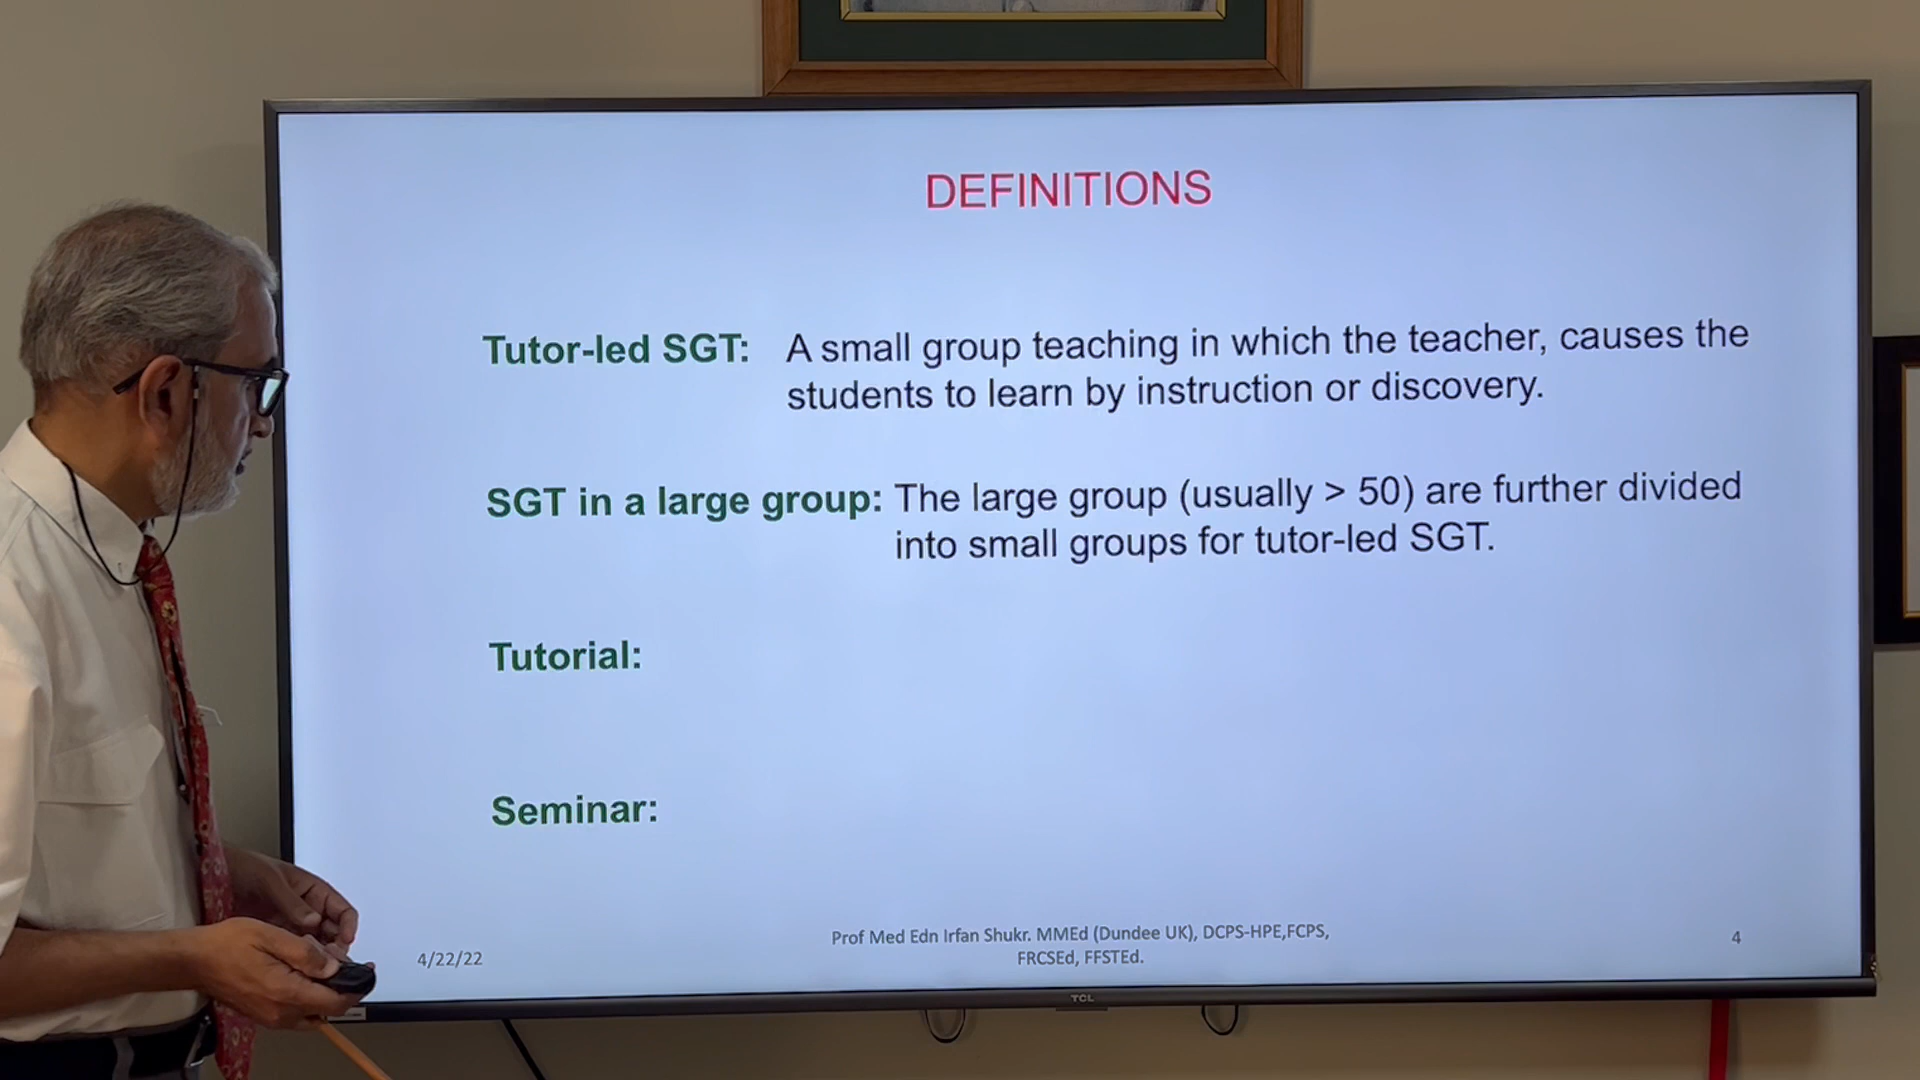 DEFINITIONS
Tutor-led SGT: A small group teaching in which the teacher, causes the
students to learn by instruction or discovery.
SGT in a large group: The large group (usually > 50) are further divided
into small groups for tutor-led SGT.
Tutorial:
Seminar:
4/22/22
Prof Med Edn Irfan Shukr. MMEd (Dundee UK), DCPS-HPE,FCPS,
FRCSEd, FFSTEd.
4
TCL